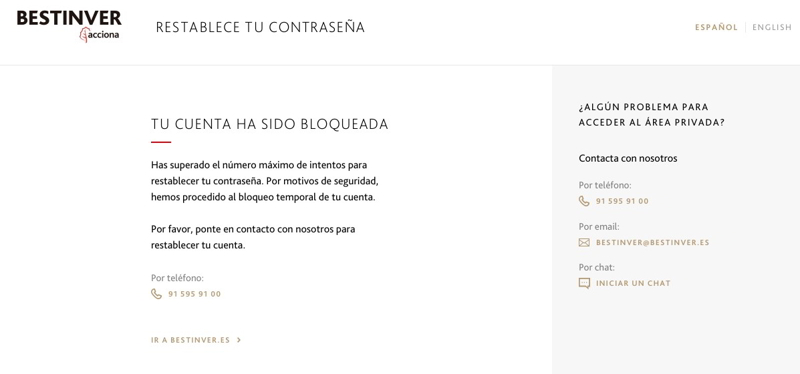 BESTINVER
acciona
RESTABLECE TU CONTRASEÑA
ESPAÑOL
ENGLISH
TU CUENTA HA SIDO BLOQUEADA
Has superado el número máximo de intentos para
restablecer tu contraseña. Por motivos de seguridad,
hemos procedido al bloqueo temporal de tu cuenta.
Por favor, ponte en contacto con nosotros para
restablecer tu cuenta.
Por teléfono:
91 595 91 00
IR A BESTINVER.ES >
¿ALGÚN PROBLEMA PARA
ACCEDER AL ÁREA PRIVADA?
Contacta con nosotros
Por teléfono:
91 595 91 00
Por email:
BESTINVER@BESTINVER.ES
Por chat:
INICIAR UN CHAT